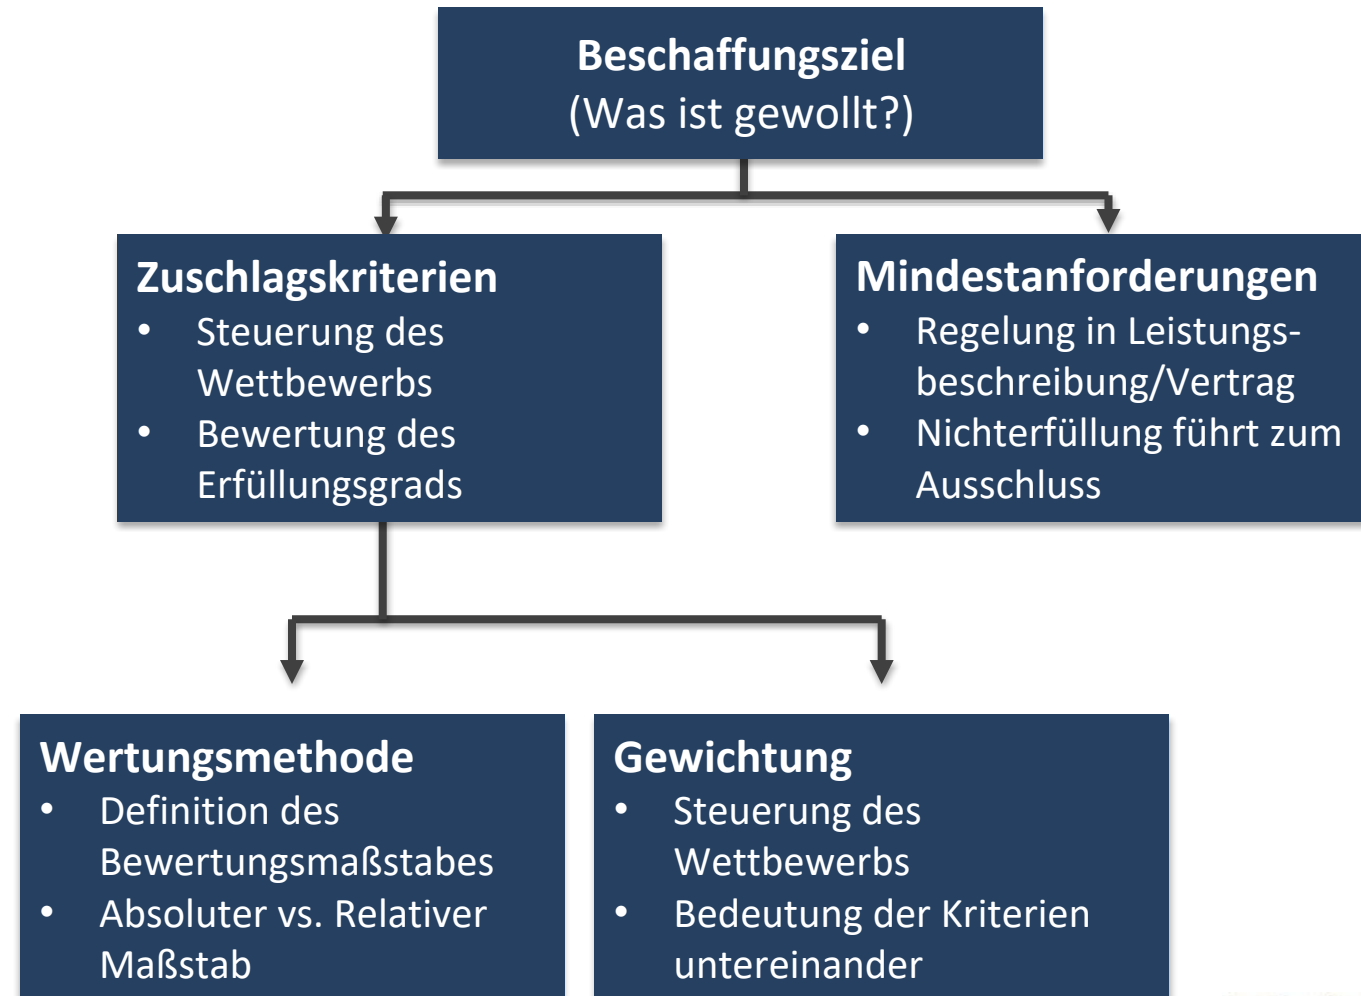 Beschaffungsziel
(Was ist gewollt?)
Zuschlagskriterien
• Steuerung des
Wettbewerbs
• Bewertung des
Erfüllungsgrads
Mindestanforderungen
• Regelung in Leistungs-
beschreibung/Vertrag
• Nichterfüllung führt zum
Ausschluss
Wertungsmethode
• Definition des
Bewertungsmaßstabes
• Absoluter vs. Relativer
Maßstab
Gewichtung
• Steuerung des
Wettbewerbs
• Bedeutung der Kriterien
untereinander